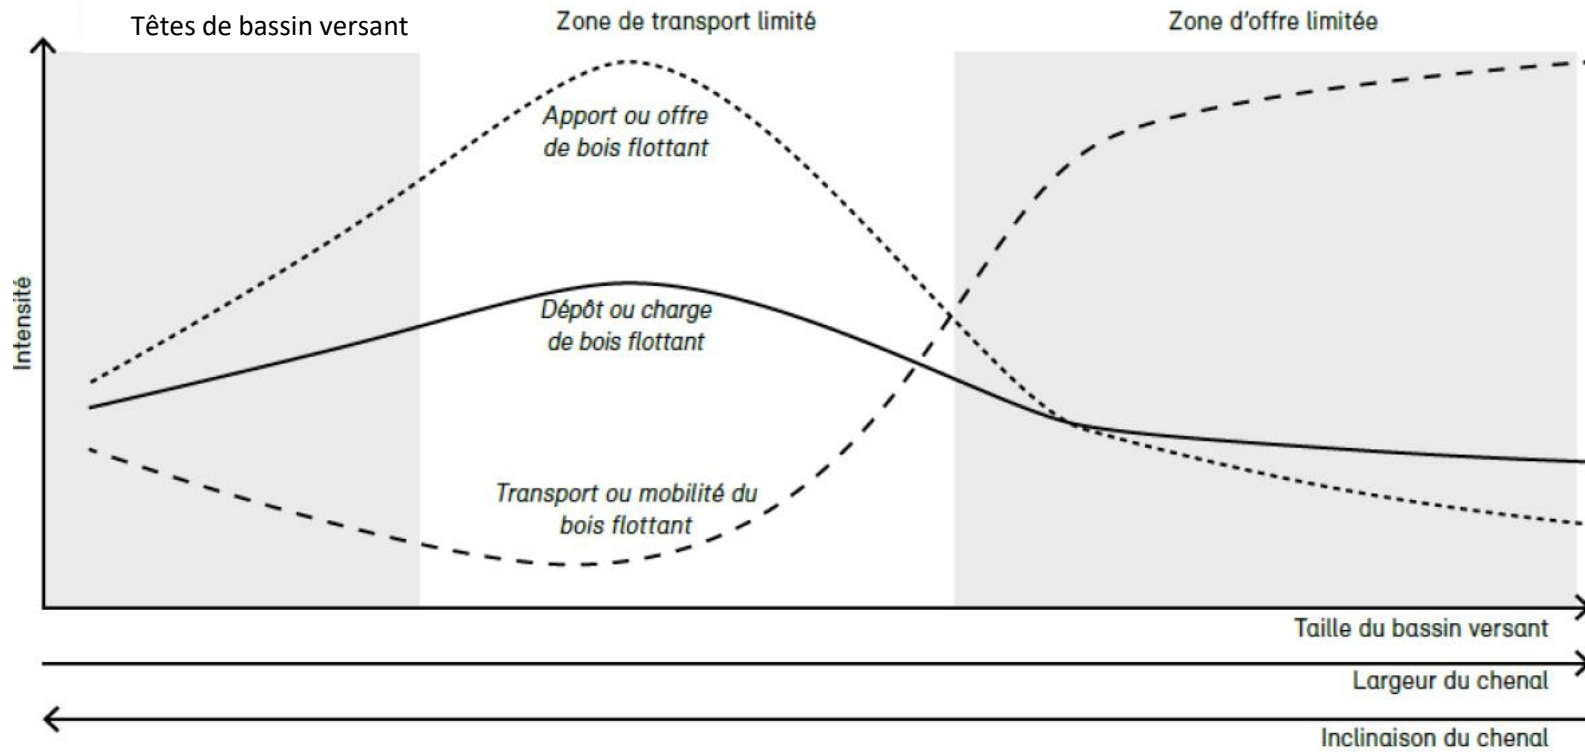 Têtes de bassin versant
Zone de transport limité
Zone d'offre limitée
Apport ou offre
de bois flottant
Intensité
Dépôt ou charge
de bois flottant
Transport ou mobilité du
bois flottant
Taille du bassin versant
Largeur du chenal
Inclinaison du chenal